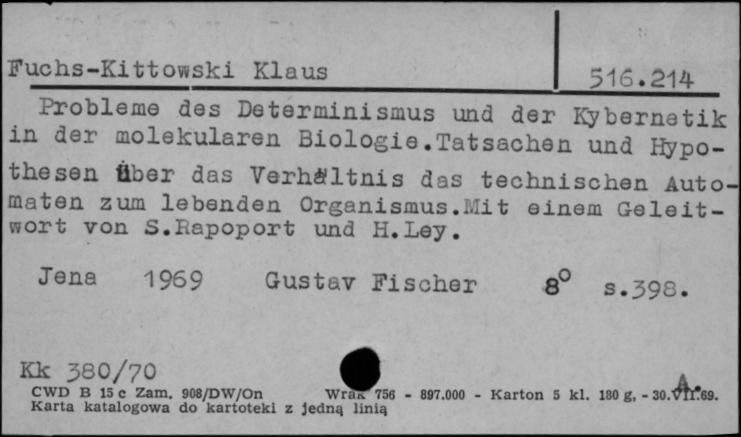 Fuchs-Kittowski Klaus 516.214
Probleme des Determinismus und der Kybernetik
in der molekularen Biologie.Tatsachen und Hypo-
thesen Über das Verhältnis das technischen Auto-
maten zum lebenden Organismus.Mit einem Geleit-
wort von S.Rapoport und H.Ley.
Jena 1969 Gustav Fischer 8° s.398.
Kk 380/70
A.
CWD B 15 c Zam. 908/DW/On Wrak 756 - 897.000 - Karton 5 kl. 180 g, - 30.VII.69.
Karta katalogowa do kartoteki z jedną linią